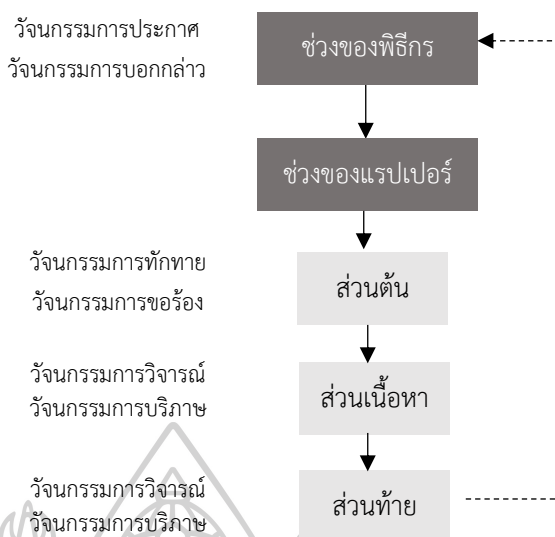 วัจนกรรมการประกาศ
วัจนกรรมการบอกกล่าว
ช่วงของพิธีกร
ช่วงของแรปเปอร์
วัจนกรรมการทักทาย
วัจนกรรมการขอร้อง
ส่วนต้น
วัจนกรรมการวิจารณ์
วัจนกรรมการบริภาษ
ส่วนเนื้อหา
วัจนกรรมการวิจารณ์
วัจนกรรมการบริภาษ
ส่วนท้าย